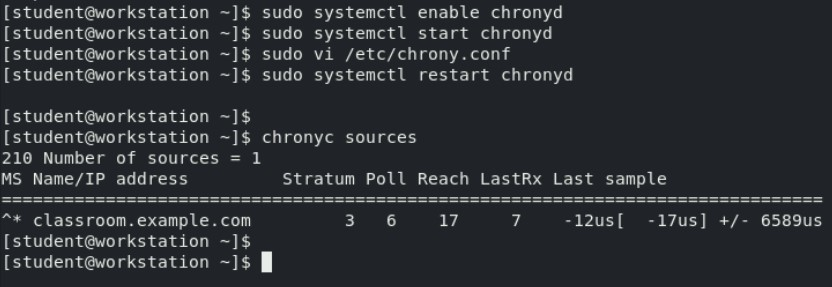 [student@workstation ~]$ sudo systemctl enable chronyd
[student@workstation ~]$ sudo systemctl start chronyd
[student@workstation ~]$ sudo vi /etc/chrony.conf
[student@workstation ~]$ sudo systemctl restart chronyd
[student@workstation ~]$
[student@workstation ~]$ chronyc sources
210 Number of sources = 1
MS Name/IP address         Stratum Poll Reach LastRx Last sample
===============================================================================
^* classroom.example.com         3   6    17     7    -12us[  -17us] +/- 6589us
[student@workstation ~]$
[student@workstation ~]$